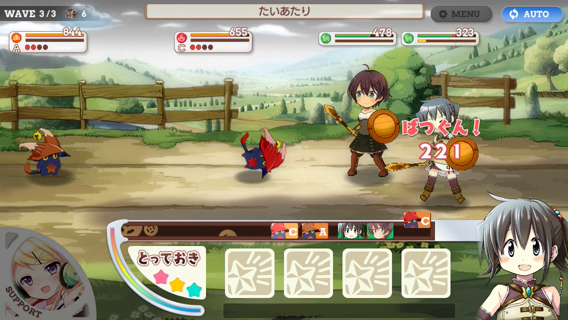 WAVE 3/3 6
たいあたり
MENU
AUTO
844
A
655
C
478
323
ばつぐん!
221
C A C
とっておき
SUPPORT